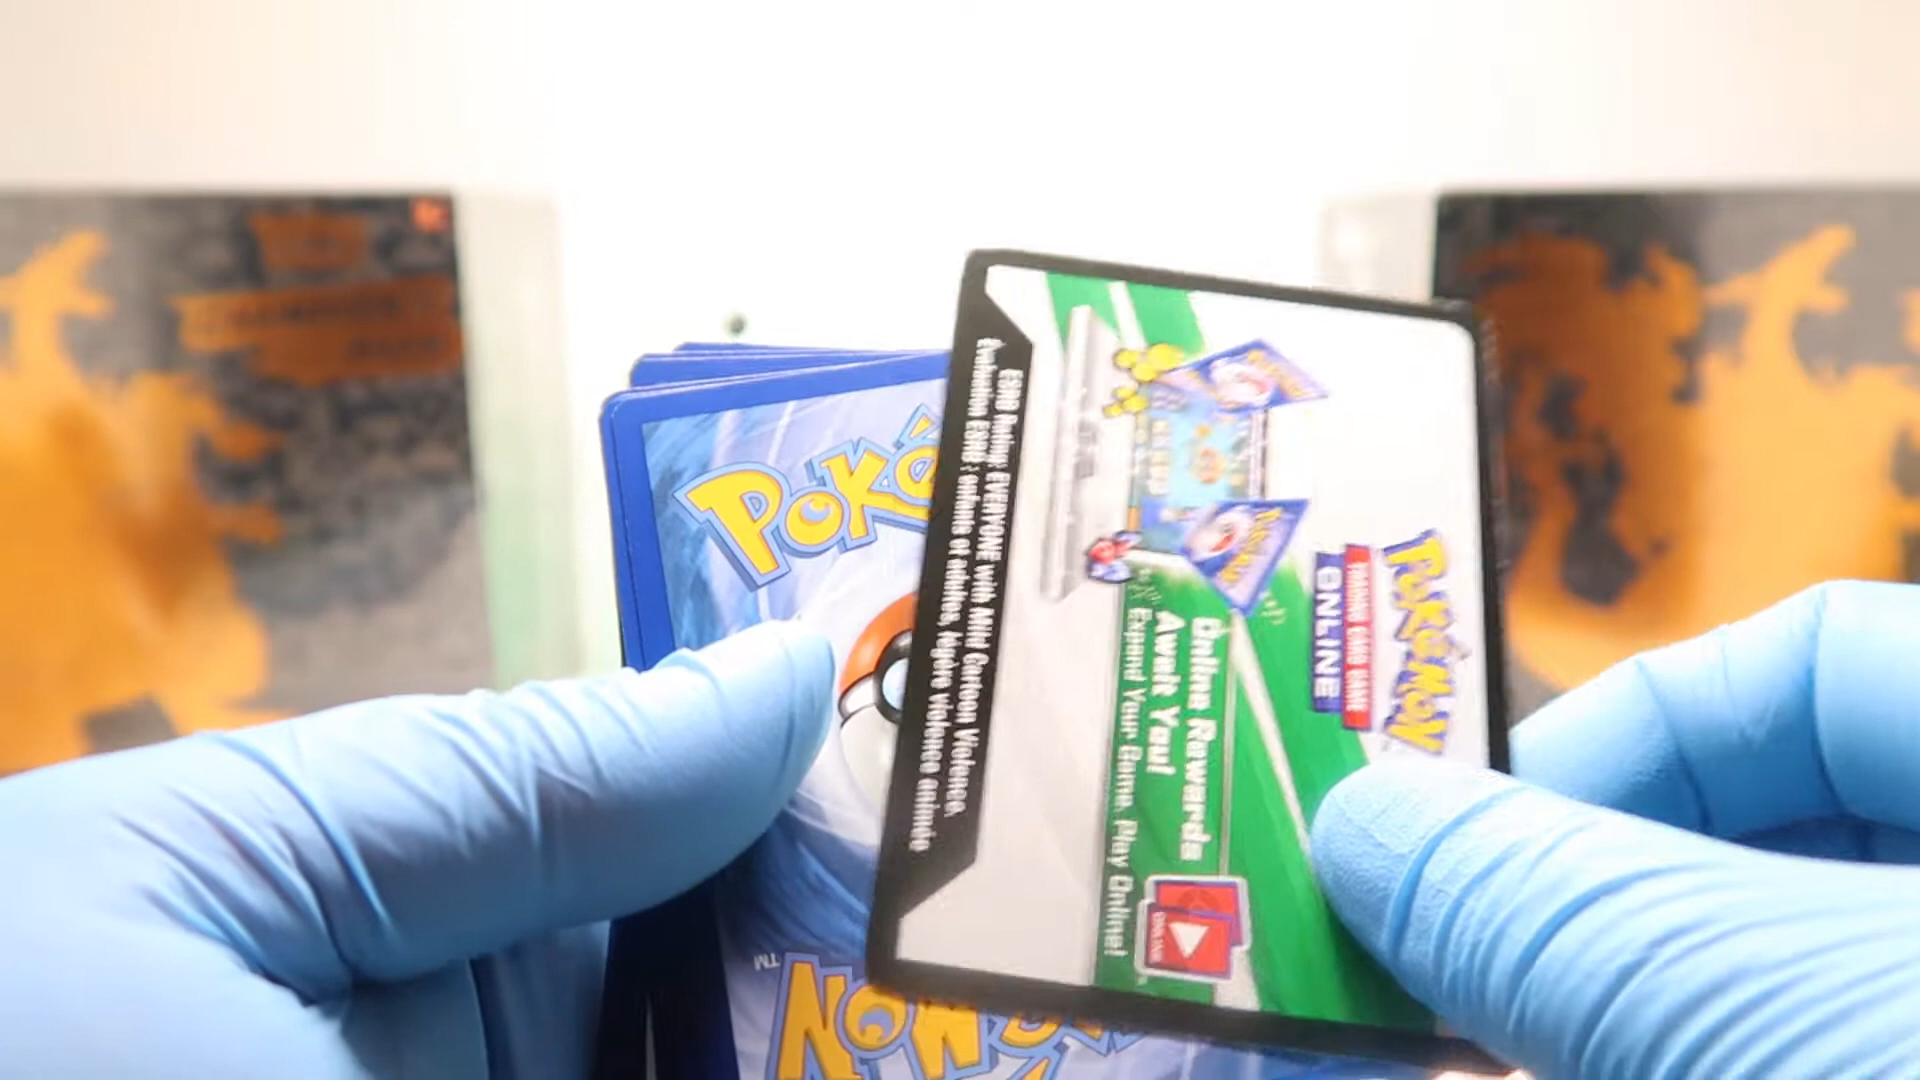 POKé
ESRB Rating: EVERYONE with Mild Cartoon Violence.
Évaluation ESRB : enfants et adultes, légère violence animée
POKéMON
TRADING CARD GAME
ONLINE
Online Rewards
Await You!
Expand Your Game, Play Online!
TM